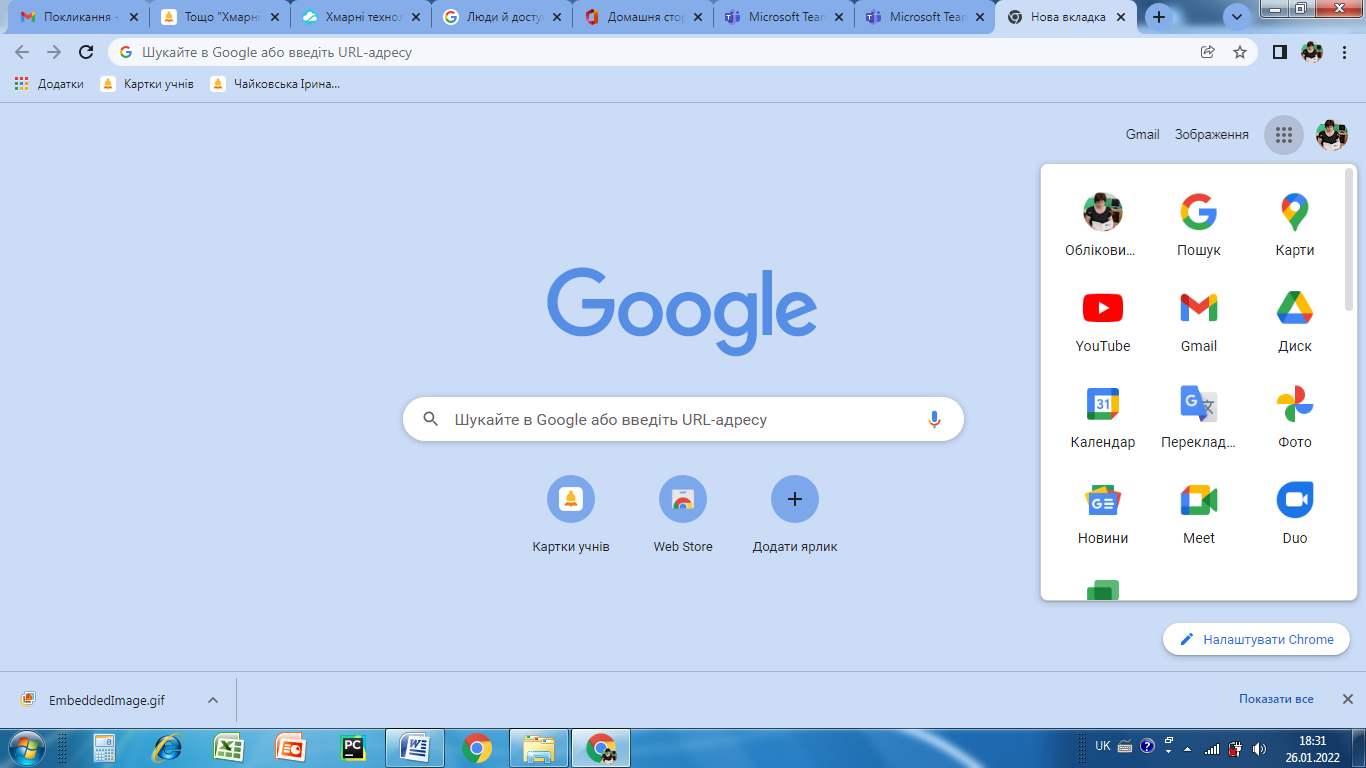 Покликання -
Тощо "Хмарні
Хмарні технол
Люди й досту
Домашня стор
Microsoft Tea
Microsoft Tea
Нова вкладка
Шукайте в Google або введіть URL-адресу
Додатки
Картки учнів
Чайковська Ірина...
Gmail
Зображення
Обліковий...
Пошук
Карти
YouTube
Gmail
Диск
31
Календар
Переклад...
Фото
Новини
Meet
Duo
Google
Шукайте в Google або введіть URL-адресу
Картки учнів
Web Store
Додати ярлик
Налаштувати Chrome
EmbeddedImage.gif
Показати все
PC
UK
18:31
26.01.2022